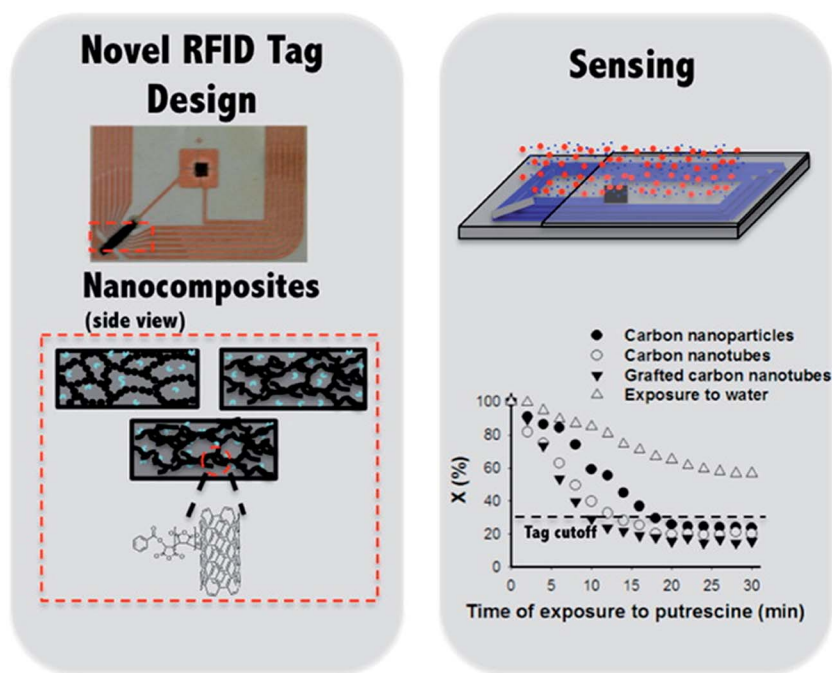 Novel RFID Tag
Design
Nanocomposites
(side view)
Sensing
Carbon nanoparticles
Carbon nanotubes
Grafted carbon nanotubes
Exposure to water
100
80
60
40
20
0
X (%)
Tag cutoff
0 5 10 15 20 25 30
Time of exposure to putrescine (min)